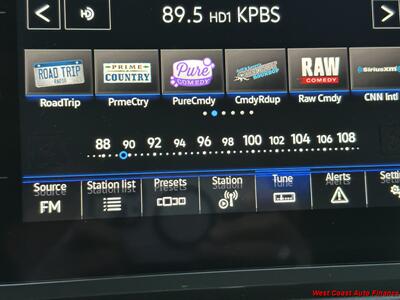 89.5 HD1 KPBS
ROAD TRIP RADIO
PRIME COUNTRY
Pure COMEDY
RAW COMEDY
SiriusXM
RoadTrip PrmeCtry PureCmdy CmdyRdup Raw Cmdy CNN Intl
88 90 92 94 96 98 100 102 104 106 108
Source Station list Presets Station Tune Alerts Setti
FM
West Coast Auto Finance